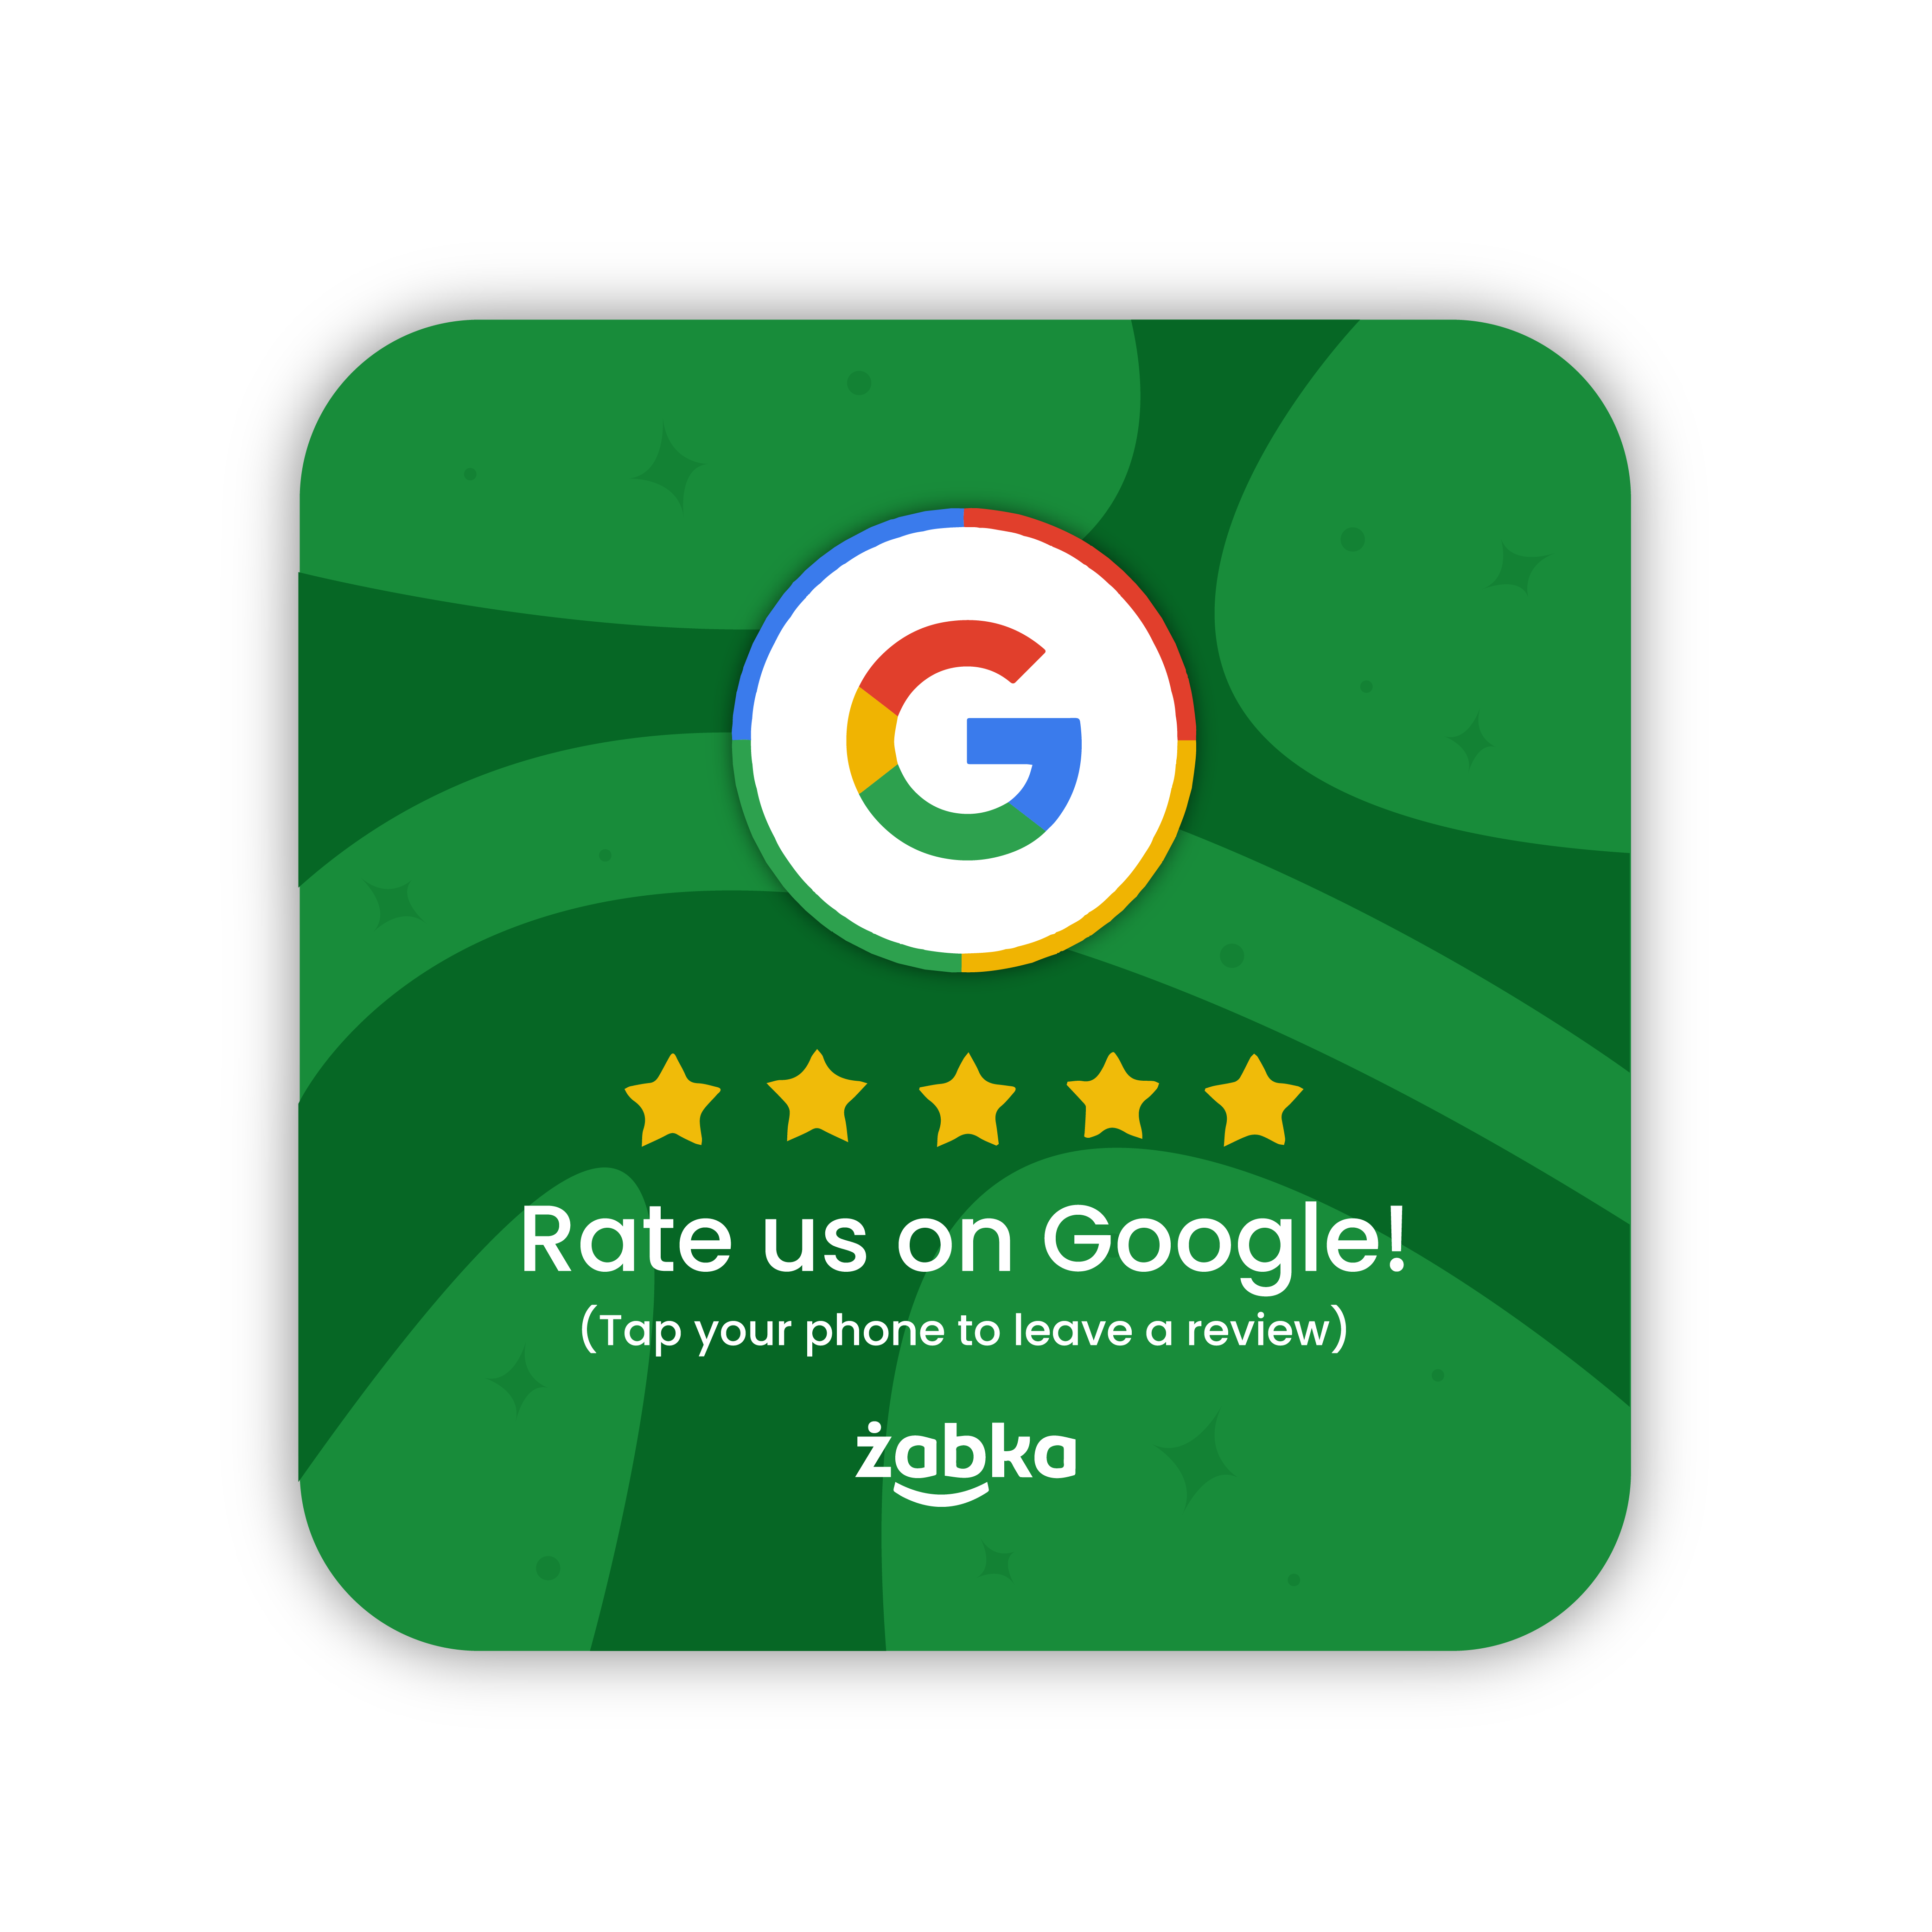 G
Rate us on Google!
(Tap your phone to leave a review)
żabka